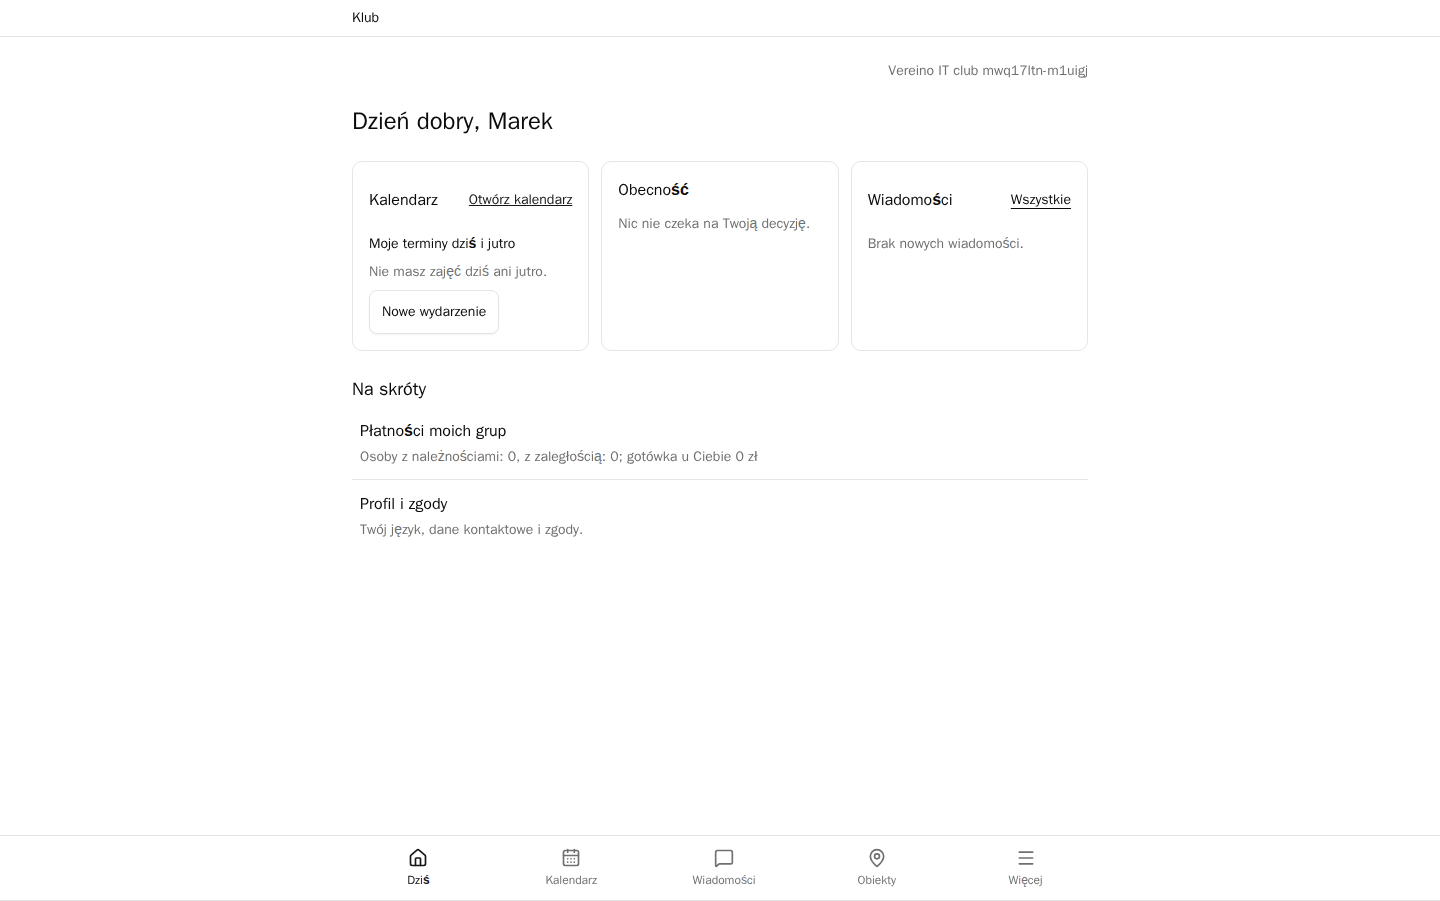 Klub
Vereino IT club mwq17ltn-m1uigj
Dzień dobry, Marek
Kalendarz
Otwórz kalendarz
Moje terminy dziś i jutro
Nie masz zajęć dziś ani jutro.
Nowe wydarzenie
Obecność
Nic nie czeka na Twoją decyzję.
Wiadomości
Wszystkie
Brak nowych wiadomości.
Na skróty
Płatności moich grup
Osoby z należnościami: 0, z zaległością: 0; gotówka u Ciebie 0 zł
Profil i zgody
Twój język, dane kontaktowe i zgody.
Dziś
Kalendarz
Wiadomości
Obiekty
Więcej